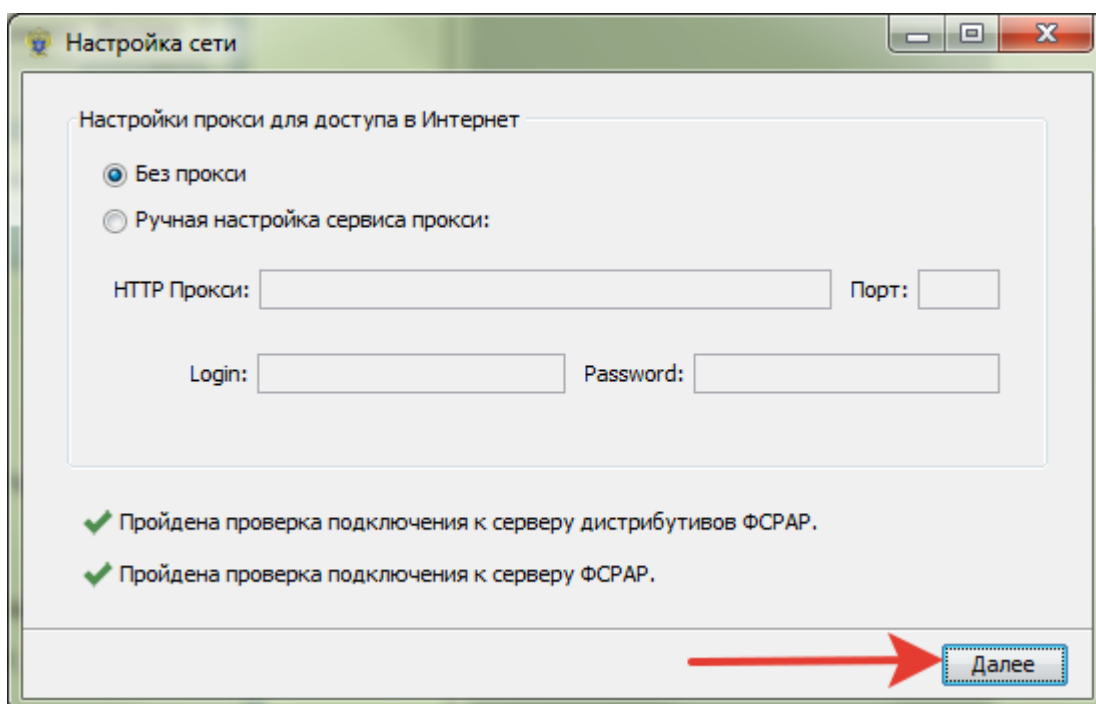 Настройка сети
Настройки прокси для доступа в Интернет
Без прокси
Ручная настройка сервиса прокси:
HTTP Прокси: Порт:
Login: Password:
Пройдена проверка подключения к серверу дистрибутивов ФСРАР.
Пройдена проверка подключения к серверу ФСРАР.
Далее